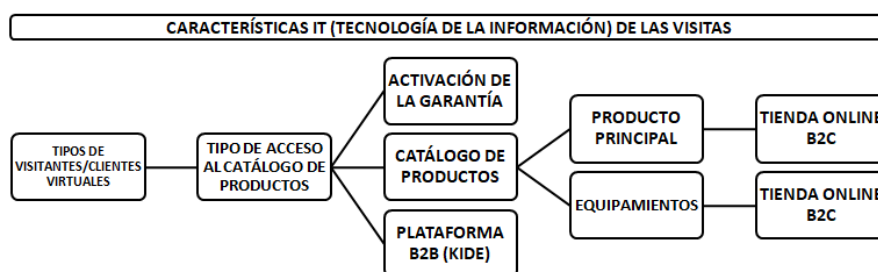 CARACTERÍSTICAS IT (TECNOLOGÍA DE LA INFORMACIÓN) DE LAS VISITAS
TIPOS DE
VISITANTES/CLIENTES
VIRTUALES
TIPO DE ACCESO
AL CATÁLOGO DE
PRODUCTOS
ACTIVACIÓN DE
LA GARANTÍA
CATÁLOGO DE
PRODUCTOS
PLATAFORMA
B2B (KIDE)
PRODUCTO
PRINCIPAL
EQUIPAMIENTOS
TIENDA ONLINE
B2C
TIENDA ONLINE
B2C